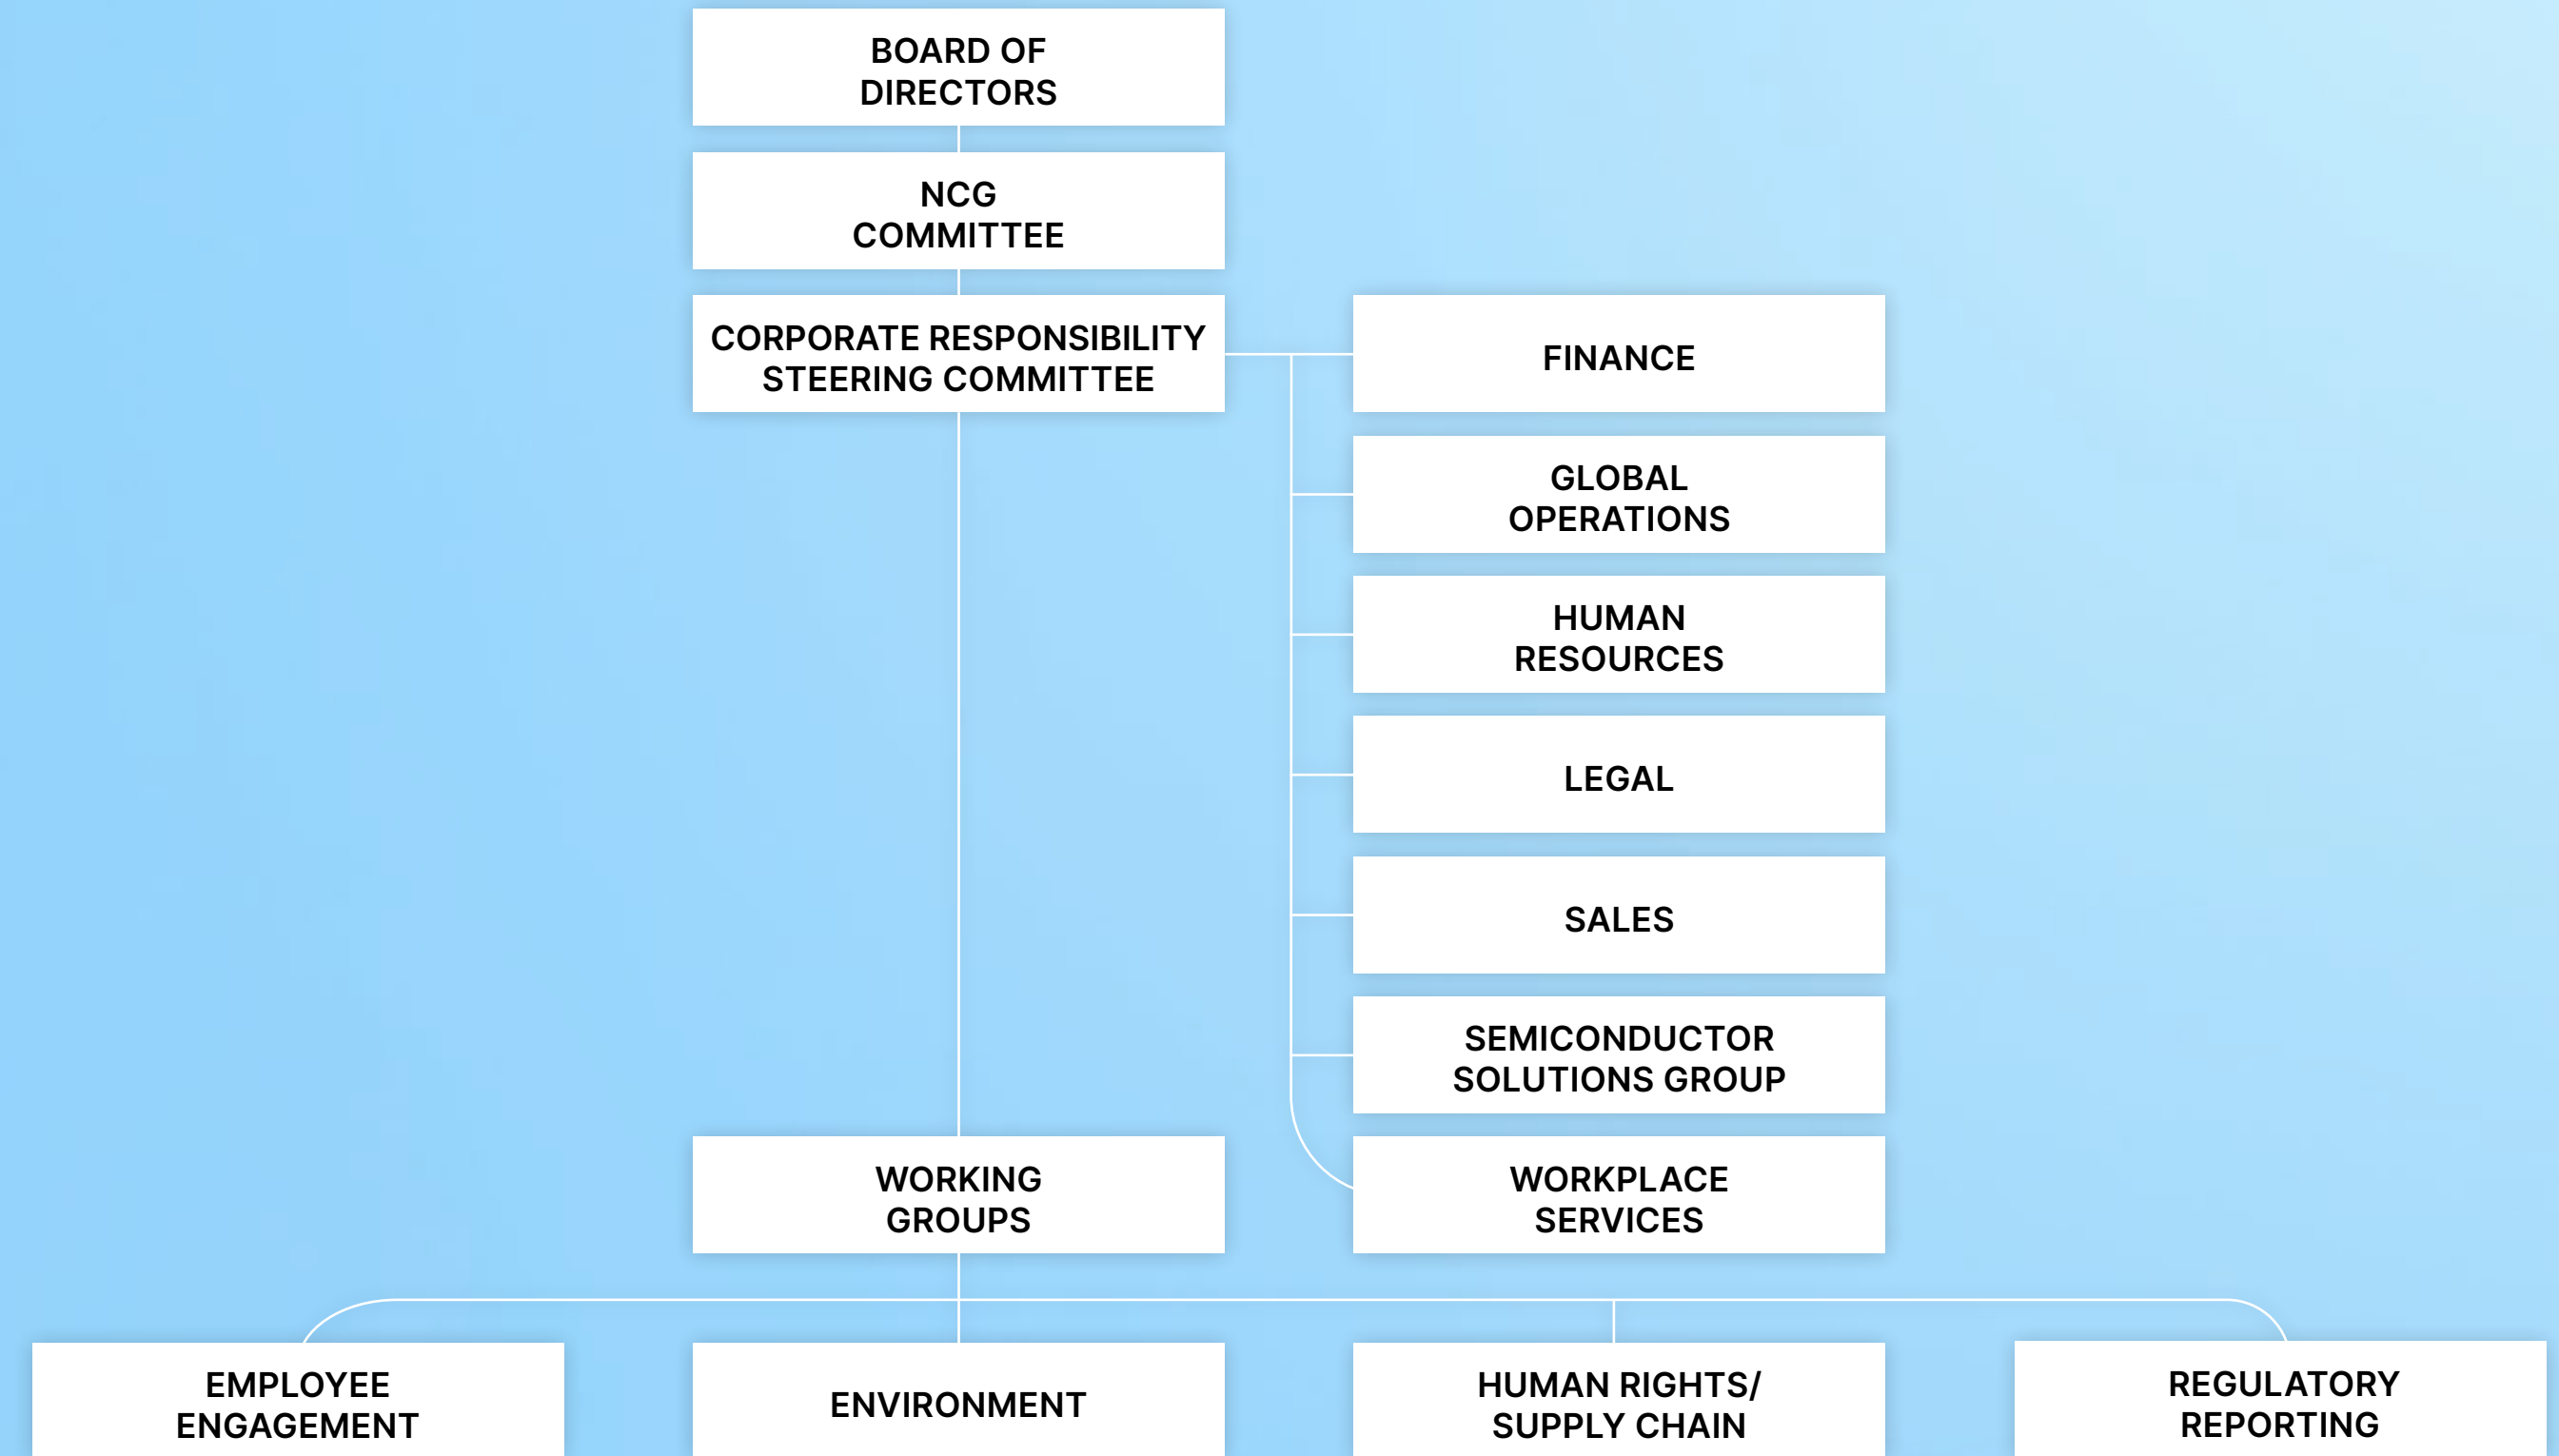 BOARD OF
DIRECTORS
NCG
COMMITTEE
CORPORATE RESPONSIBILITY
STEERING COMMITTEE
FINANCE
GLOBAL
OPERATIONS
HUMAN
RESOURCES
LEGAL
SALES
SEMICONDUCTOR
SOLUTIONS GROUP
WORKING
GROUPS
WORKPLACE
SERVICES
EMPLOYEE
ENGAGEMENT
ENVIRONMENT
HUMAN RIGHTS/
SUPPLY CHAIN
REGULATORY
REPORTING